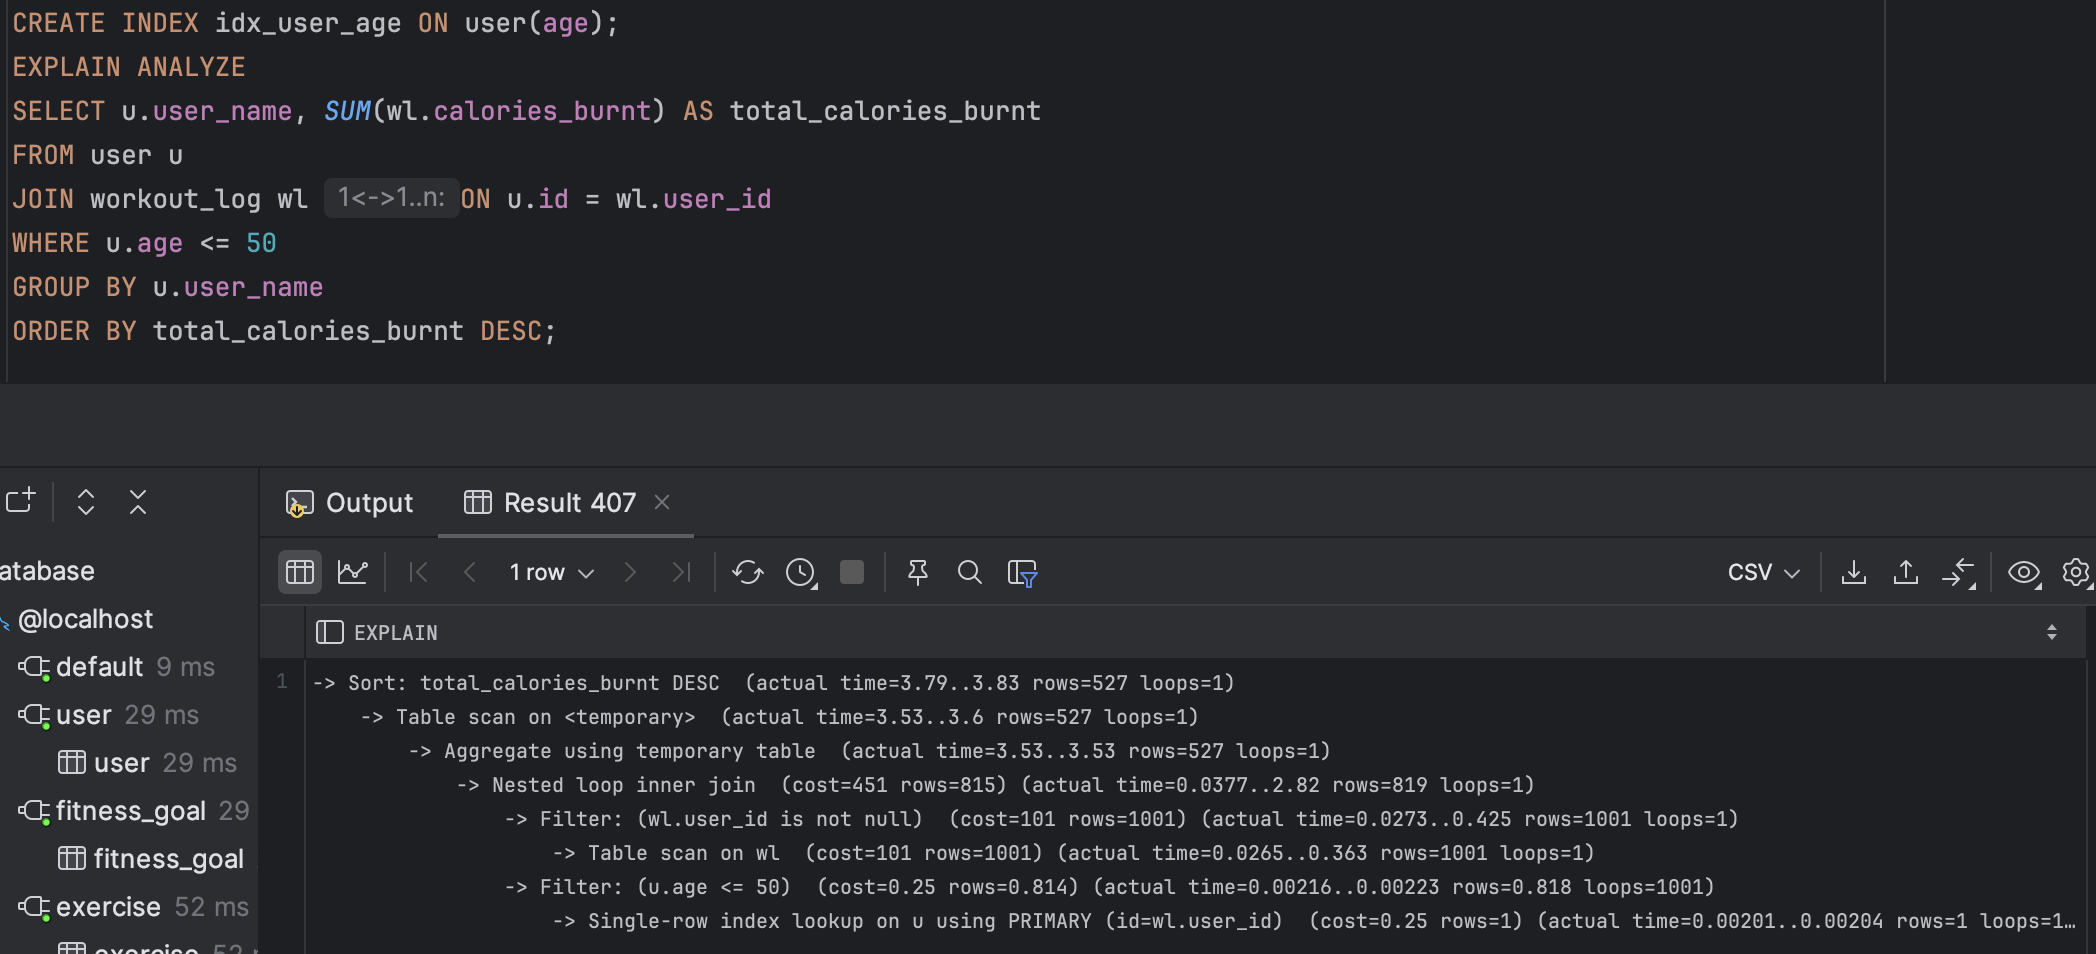 CREATE INDEX idx_user_age ON user(age);
EXPLAIN ANALYZE
SELECT u.user_name, SUM(wl.calories_burnt) AS total_calories_burnt
FROM user u
JOIN workout_log wl 1<->1..n: ON u.id = wl.user_id
WHERE u.age <= 50
GROUP BY u.user_name
ORDER BY total_calories_burnt DESC;
Output
Result 407
1 row
CSV
atabase
@localhost
default 9 ms
user 29 ms
user 29 ms
fitness_goal 29
fitness_goal
exercise 52 ms
exercise 52
EXPLAIN
1
-> Sort: total_calories_burnt DESC  (actual time=3.79..3.83 rows=527 loops=1)
-> Table scan on <temporary>  (actual time=3.53..3.6 rows=527 loops=1)
-> Aggregate using temporary table  (actual time=3.53..3.53 rows=527 loops=1)
-> Nested loop inner join  (cost=451 rows=815) (actual time=0.0377..2.82 rows=819 loops=1)
-> Filter: (wl.user_id is not null)  (cost=101 rows=1001) (actual time=0.0273..0.425 rows=1001 loops=1)
-> Table scan on wl  (cost=101 rows=1001) (actual time=0.0265..0.363 rows=1001 loops=1)
-> Filter: (u.age <= 50)  (cost=0.25 rows=0.814) (actual time=0.00216..0.00223 rows=0.818 loops=1001)
-> Single-row index lookup on u using PRIMARY (id=wl.user_id)  (cost=0.25 rows=1) (actual time=0.00201..0.00204 rows=1 loops=1…